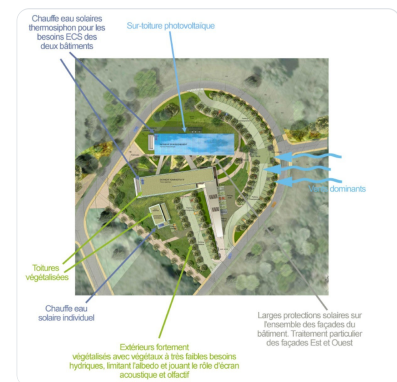 Chauffe eau solaires
thermosiphon pour les
besoins ECS des
deux bâtiments
Sur-toiture photovoltaïque
dominants
Toitures
végétalisées
Chauffe eau
solaire individuel
Larges protections solaires sur
l'ensemble des façades du
bâtiment. Traitement particulier
des façades Est et Ouest
Extérieurs fortement
végétalisés avec végétaux à très faibles besoins
hydriques, limitant l'albedo et jouant le rôle d'écran
acoustique et olfactif